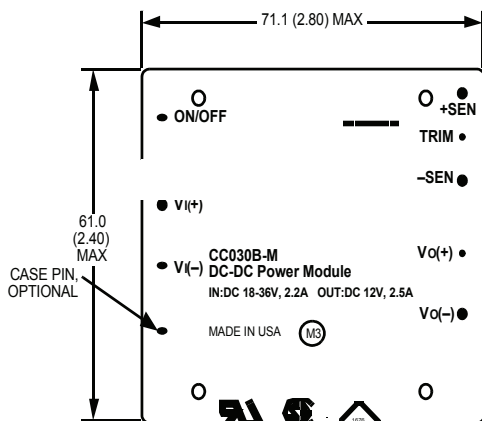 71.1 (2.80) MAX
ON/OFF
+SEN
TRIM
–SEN
61.0
(2.40)
MAX
VI(+)
CASE PIN,
OPTIONAL
VI(–)
CC030B-M
DC-DC Power Module
IN:DC 18-36V, 2.2A OUT:DC 12V, 2.5A
VO(+)
VO(–)
MADE IN USA
M3